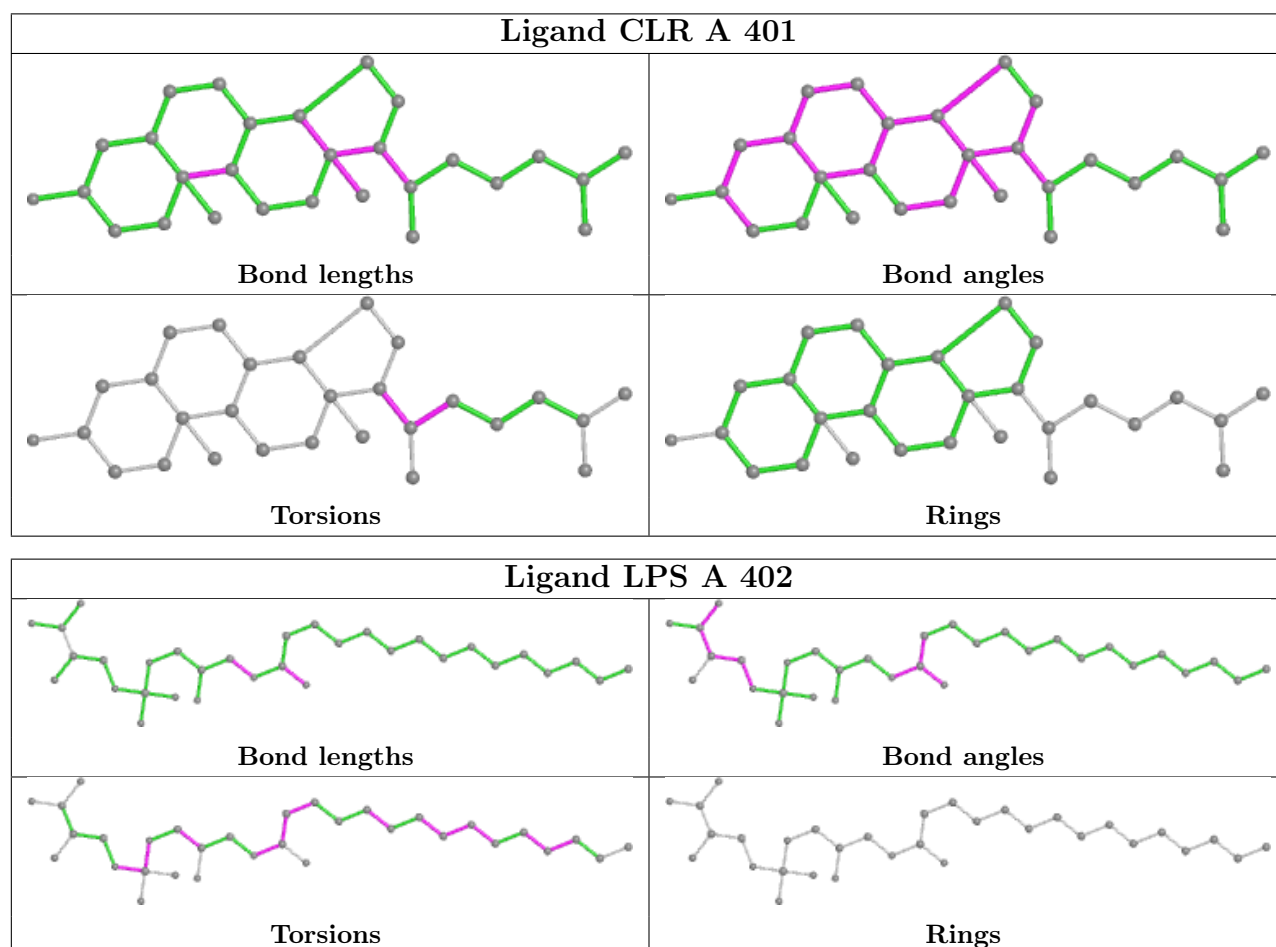 Ligand CLR A 401
Bond lengths
Bond angles
Torsions
Rings
Ligand LPS A 402
Bond lengths
Bond angles
Torsions
Rings